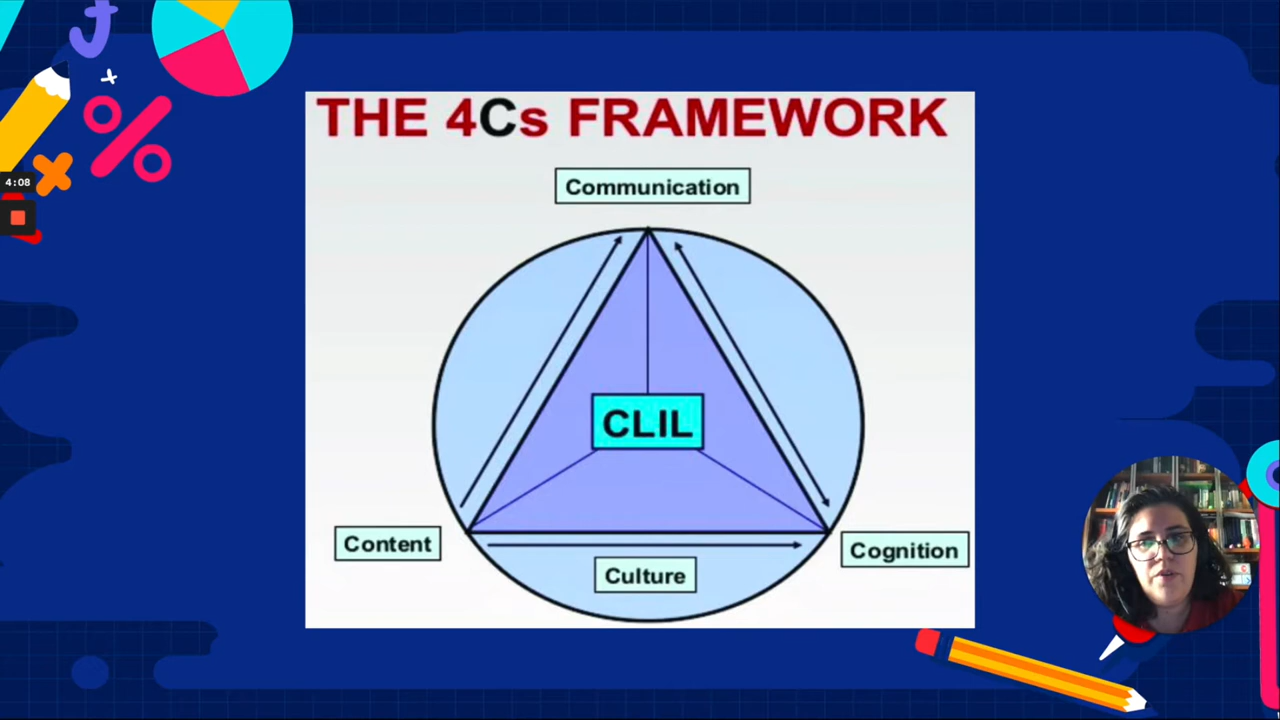 THE 4Cs FRAMEWORK
Communication
4:08
CLIL
Content
Cognition
Culture